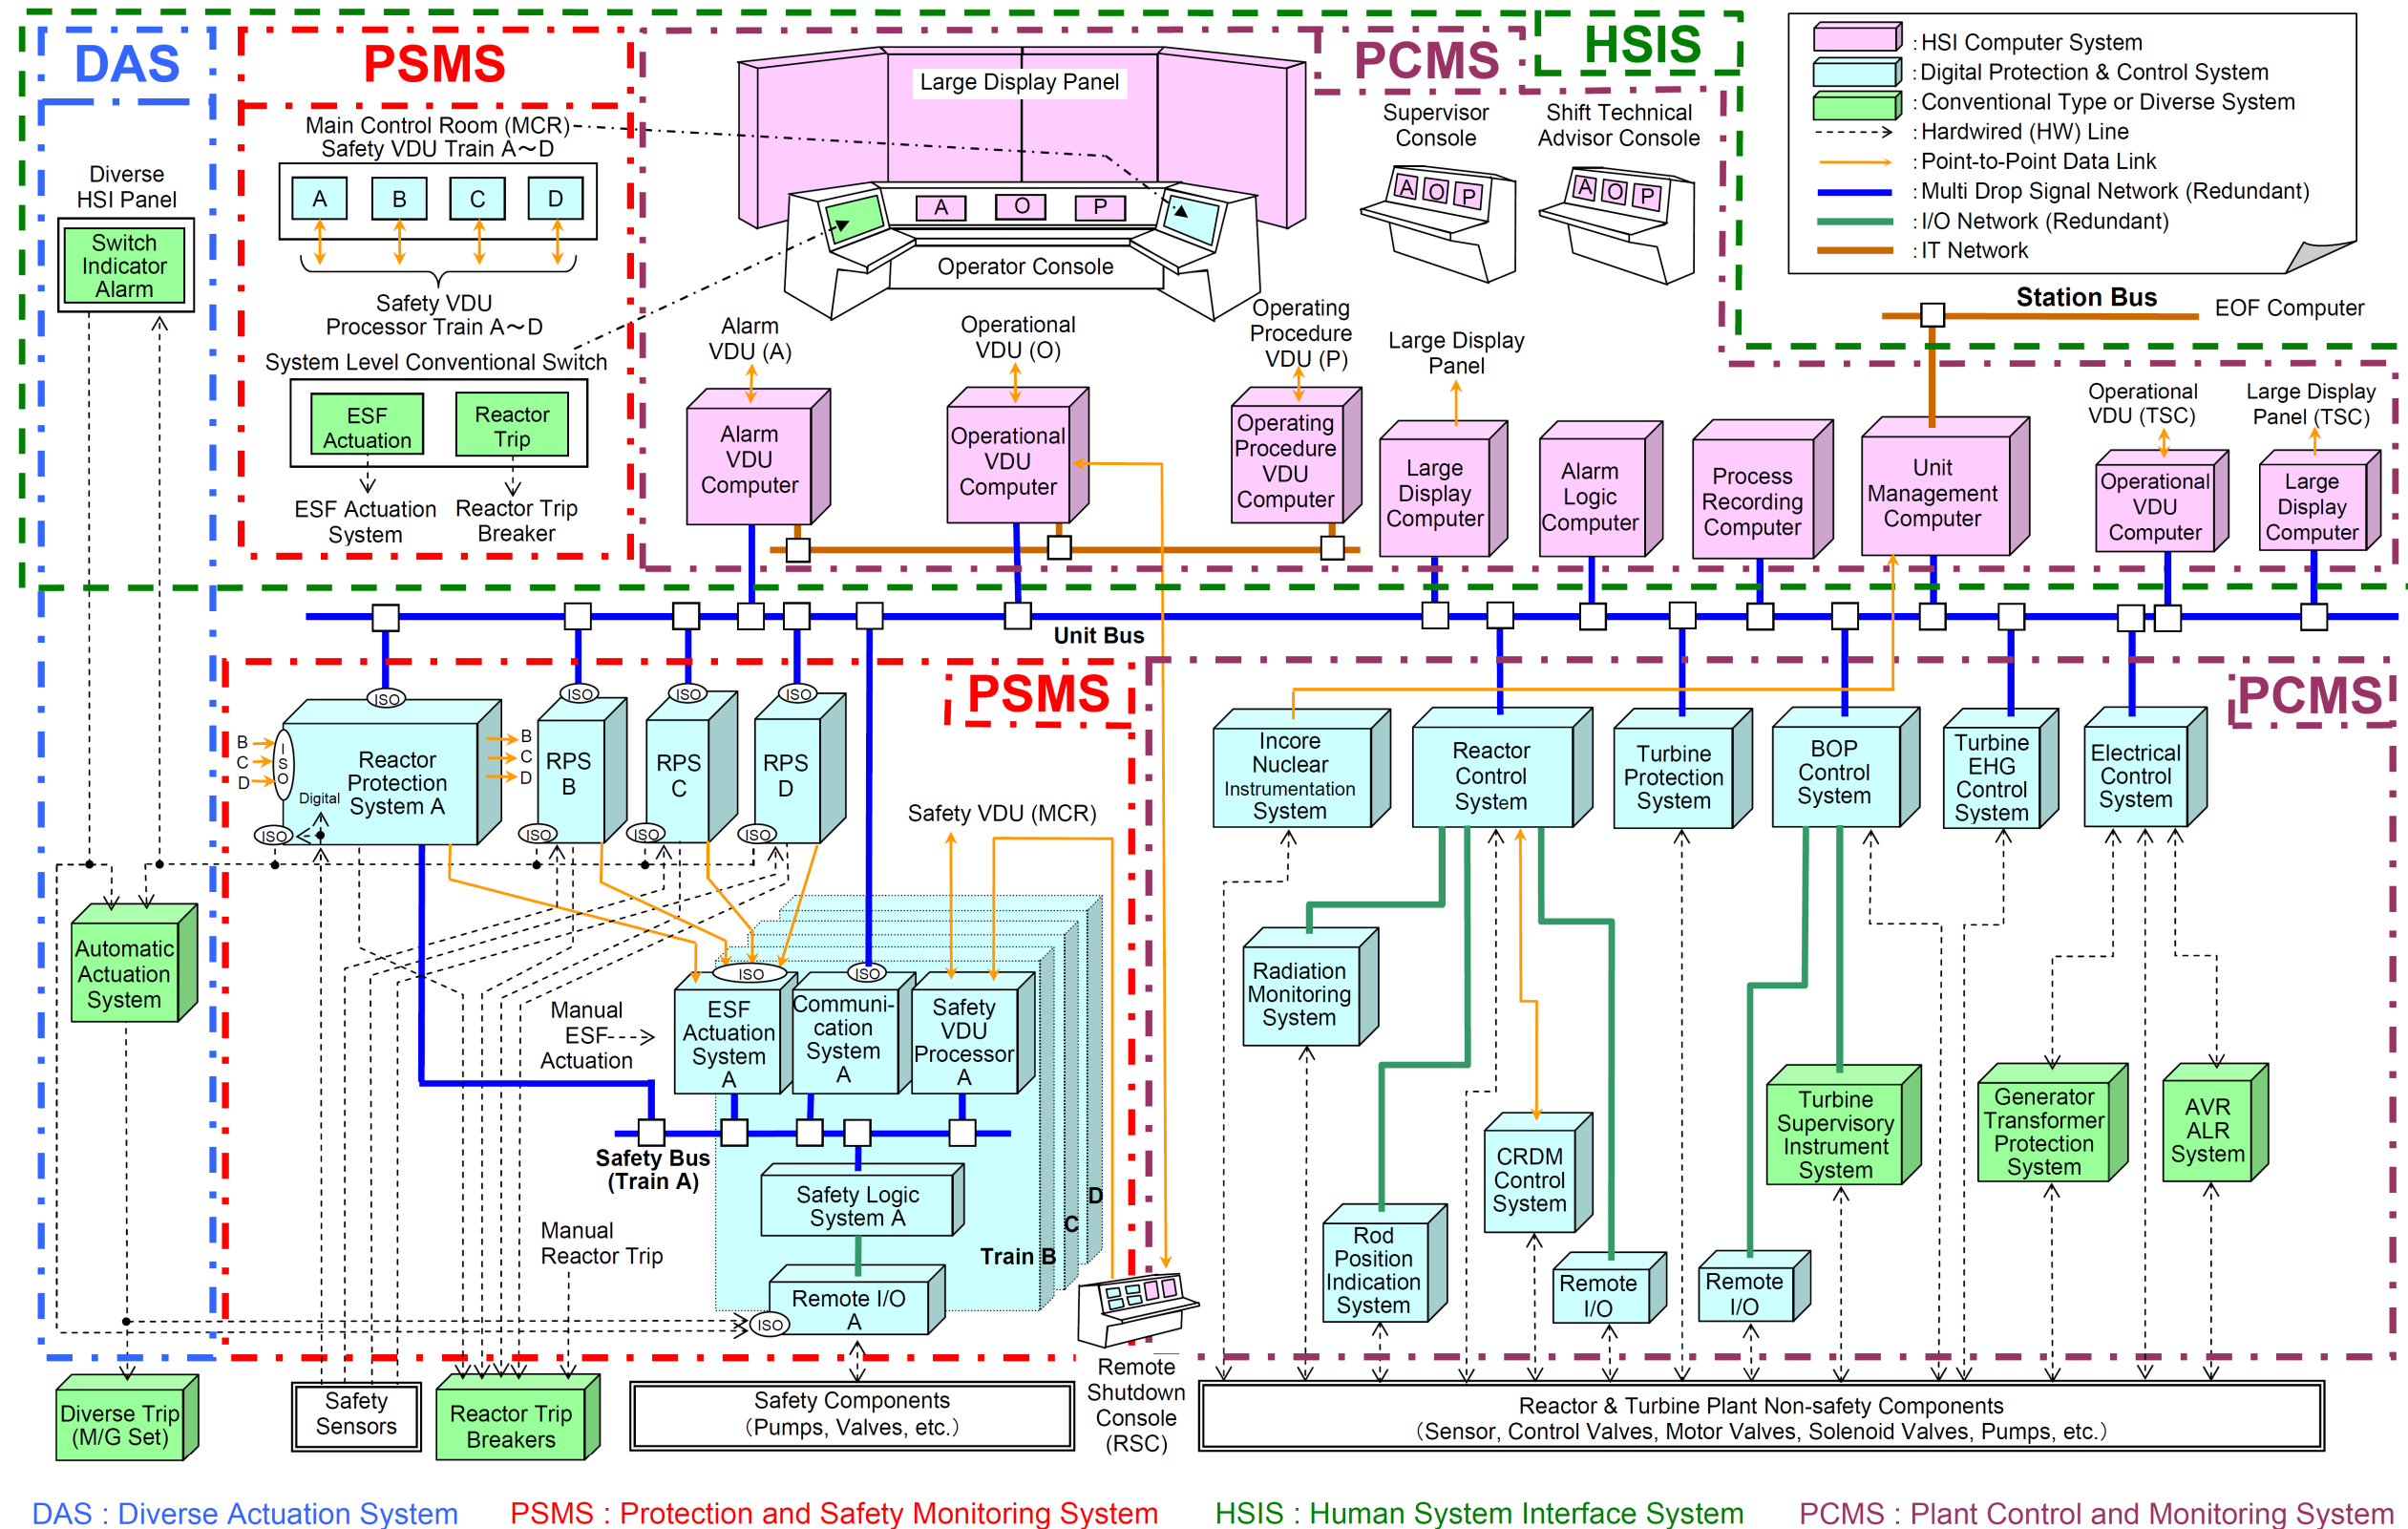 DAS
PSMS
PCMS
HSIS
: HSI Computer System
: Digital Protection & Control System
: Conventional Type or Diverse System
: Hardwired (HW) Line
: Point-to-Point Data Link
: Multi Drop Signal Network (Redundant)
: I/O Network (Redundant)
: IT Network
Large Display Panel
Supervisor
Console
Shift Technical
Advisor Console
A O P
A O P
A
O
P
Operator Console
Main Control Room (MCR)
Safety VDU Train A~D
A
B
C
D
Safety VDU
Processor Train A~D
System Level Conventional Switch
ESF
Actuation
Reactor
Trip
ESF Actuation
System
Reactor Trip
Breaker
Diverse
HSI Panel
Switch
Indicator
Alarm
Station Bus
EOF Computer
Alarm
VDU (A)
Operational
VDU (O)
Operating
Procedure
VDU (P)
Large Display
Panel
Operational
VDU (TSC)
Large Display
Panel (TSC)
Alarm
VDU
Computer
Operational
VDU
Computer
Operating
Procedure
VDU
Computer
Large
Display
Computer
Alarm
Logic
Computer
Process
Recording
Computer
Unit
Management
Computer
Operational
VDU
Computer
Large
Display
Computer
Unit Bus
PSMS
PCMS
ISO
ISO
ISO
ISO
B
C
D
I
S
O
Reactor
Protection
System A
Digital
ISO
B
C
D
RPS
B
ISO
RPS
C
ISO
RPS
D
ISO
Safety VDU (MCR)
Incore
Nuclear
Instrumentation
System
Reactor
Control
System
Turbine
Protection
System
BOP
Control
System
Turbine
EHG
Control
System
Electrical
Control
System
Automatic
Actuation
System
Manual
ESF
Actuation
ISO
ISO
ESF
Actuation
System
A
Communi-
cation
System
A
Safety
VDU
Processor
A
Radiation
Monitoring
System
Safety Bus
(Train A)
Safety Logic
System A
D
C
Train B
Manual
Reactor Trip
Remote I/O
A
ISO
Turbine
Supervisory
Instrument
System
Generator
Transformer
Protection
System
AVR
ALR
System
CRDM
Control
System
Rod
Position
Indication
System
Remote
I/O
Remote
I/O
Diverse Trip
(M/G Set)
Safety
Sensors
Reactor Trip
Breakers
Safety Components
(Pumps, Valves, etc.)
Remote
Shutdown
Console
(RSC)
Reactor & Turbine Plant Non-safety Components
(Sensor, Control Valves, Motor Valves, Solenoid Valves, Pumps, etc.)
DAS : Diverse Actuation System
PSMS : Protection and Safety Monitoring System
HSIS : Human System Interface System
PCMS : Plant Control and Monitoring System